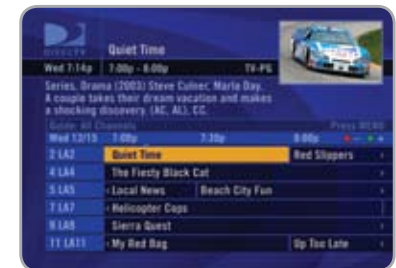 DIRECTV
Quiet Time
Wed 7:14p 7:00p - 8:00p TV-PG
Series, Drama (2003) Steve Culner, Marla Day.
A couple takes their dream vacation and makes
a shocking discovery. (AC, AL), CC.
Guide: All Channels Press MENU
Wed 12/15 7:00p 7:30p 8:00p
2 LA2 Quiet Time Red Slippers
4 LA4 The Fiesty Black Cat
5 LA5 Local News Beach City Fun
7 LA7 Helicopter Cops
9 LA9 Sierra Quest
11 LA11 My Red Bag Up Too Late